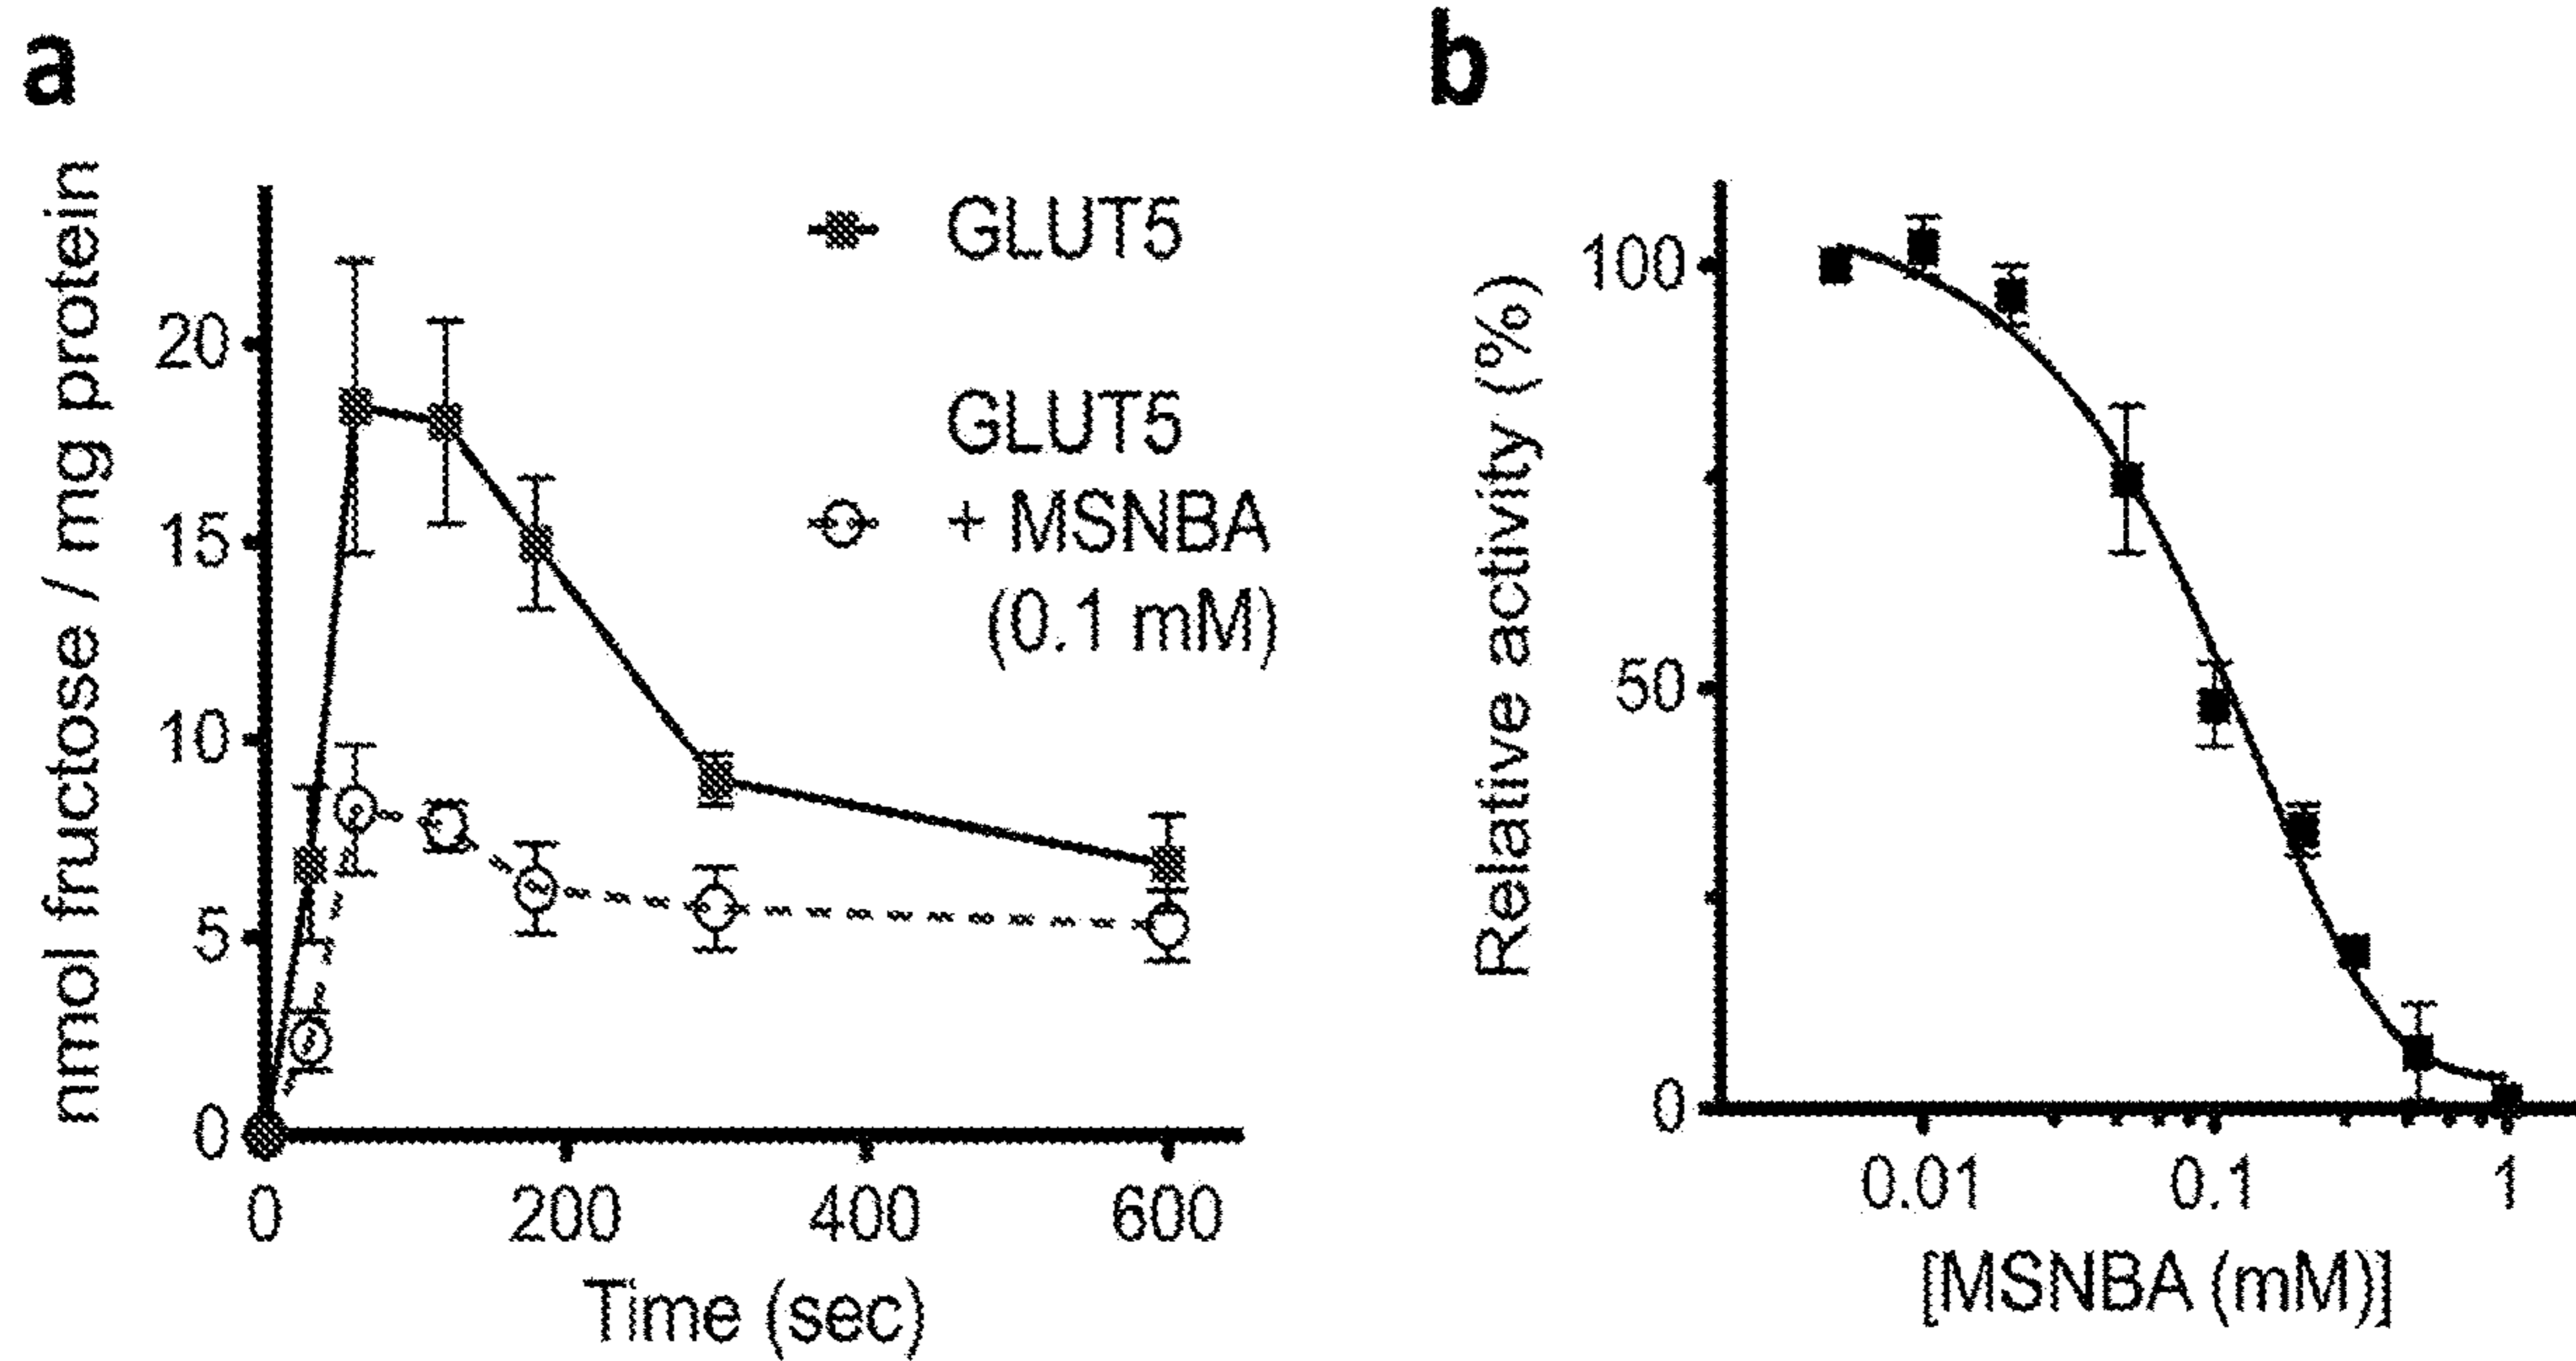 a
nmol fructose / mg protein
20
15
10
5
0
0 200 400 600
Time (sec)
GLUT5
GLUT5
+ MSNBA
(0.1 mM)
b
Relative activity (%)
100
50
0
0.01 0.1 1
[MSNBA (mM)]